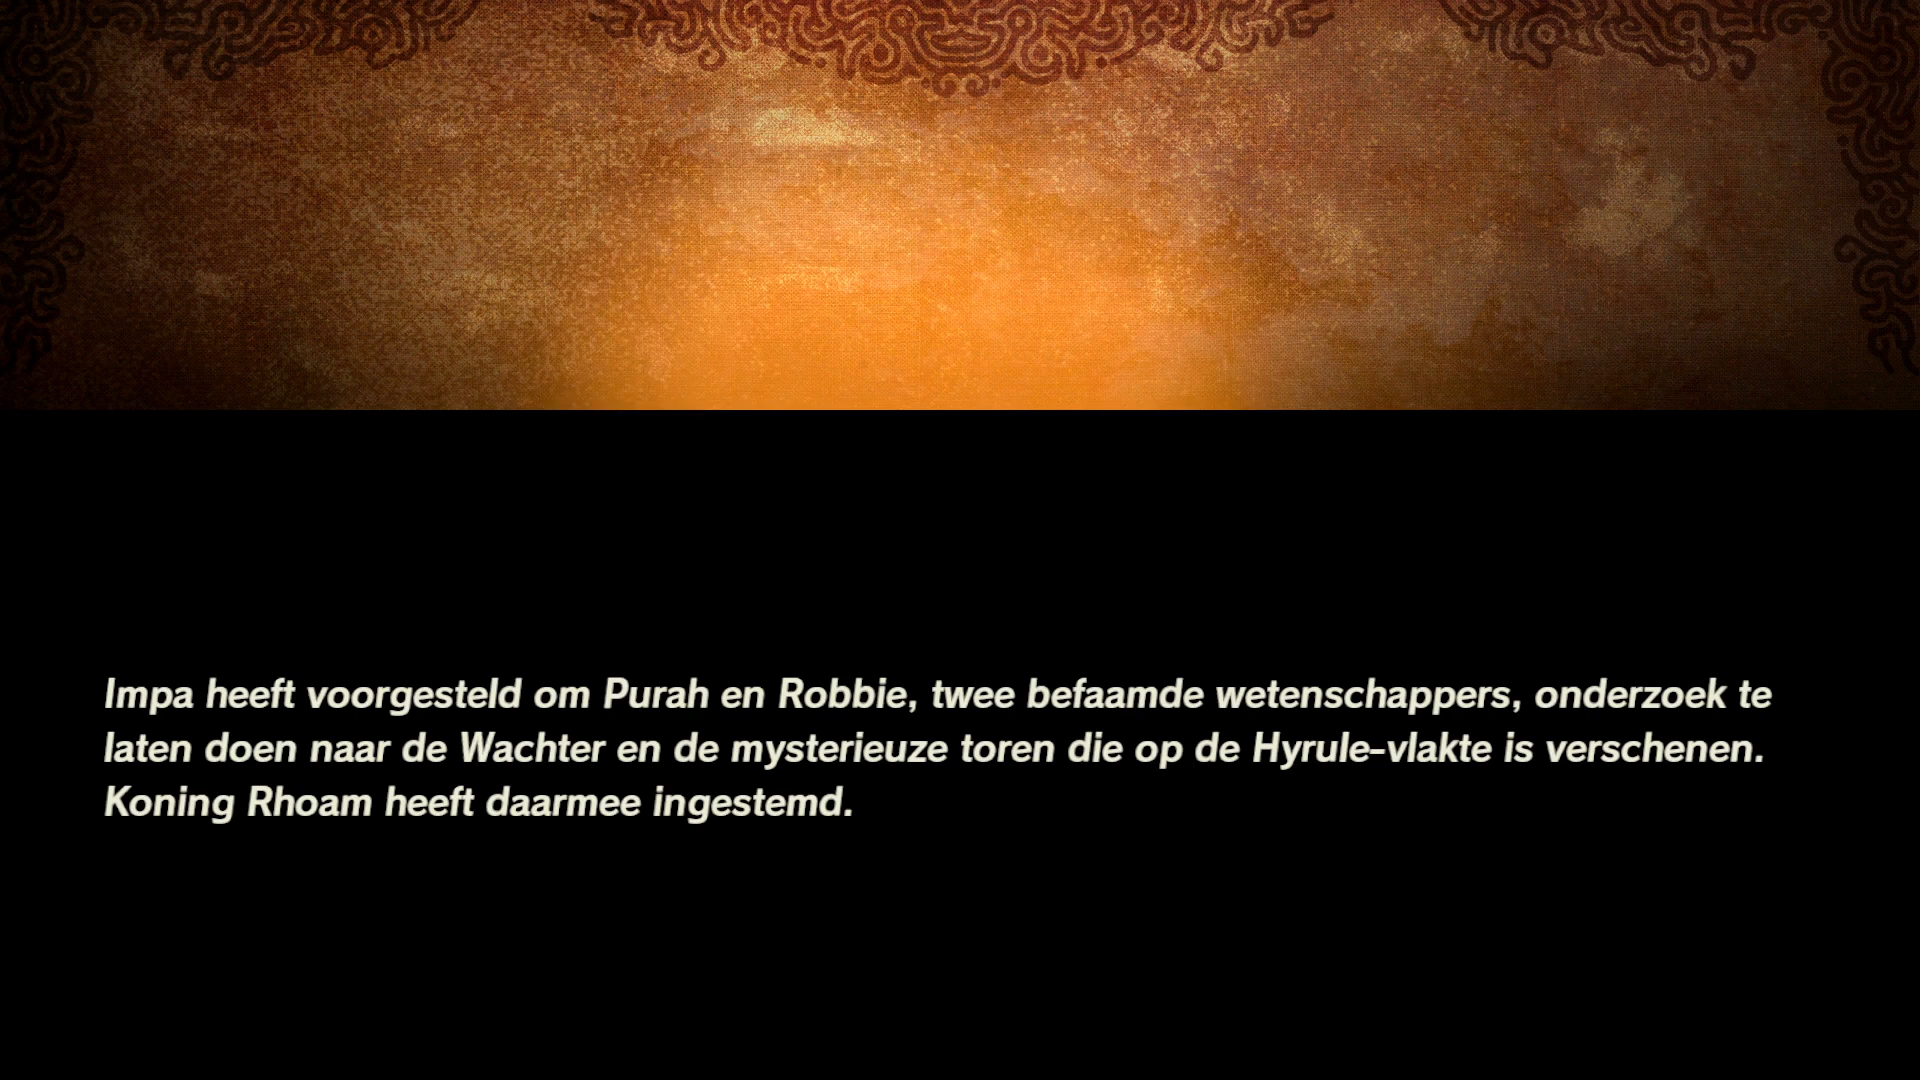 Impa heeft voorgesteld om Purah en Robbie, twee befaamde wetenschappers, onderzoek te
laten doen naar de Wachter en de mysterieuze toren die op de Hyrule-vlakte is verschenen.
Koning Rhoam heeft daarmee ingestemd.